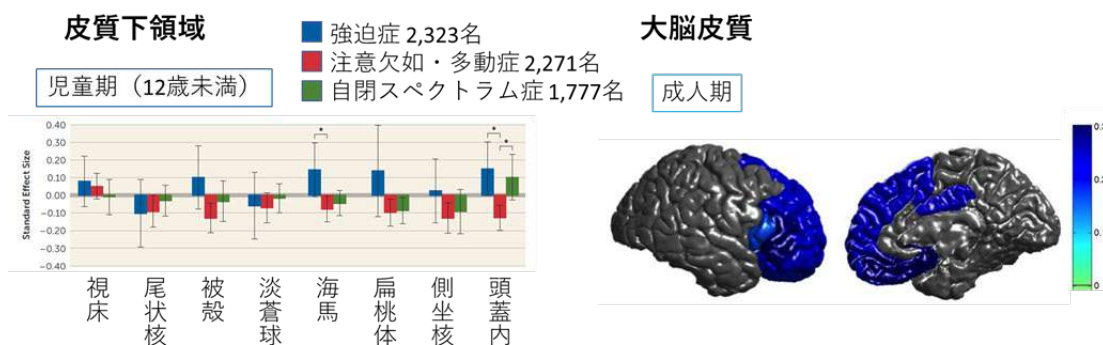 皮質下領域
強迫症 2,323名
注意欠如・多動症 2,271名
自閉スペクトラム症 1,777名
児童期（12歳未満）
大脳皮質
成人期
Standard Effect Size
0.40
0.30
0.20
0.10
0.00
−0.10
−0.20
−0.30
−0.40
*
*
*
視床
尾状核
被殻
淡蒼球
海馬
扁桃体
側坐核
頭蓋内
0